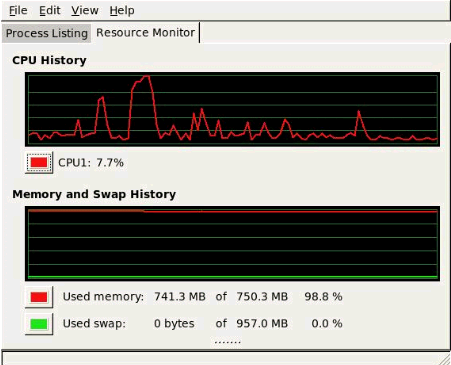 File Edit View Help
Process Listing Resource Monitor
CPU History
CPU1: 7.7%
Memory and Swap History
Used memory: 741.3 MB of 750.3 MB 98.8 %
Used swap: 0 bytes of 957.0 MB 0.0 %